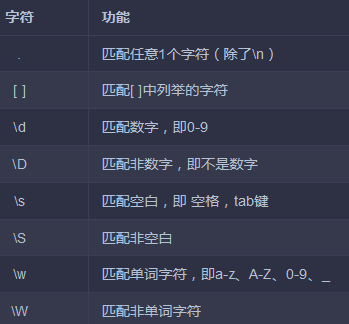 字符 功能
. 匹配任意1个字符（除了\n）
[ ] 匹配[ ]中列举的字符
\d 匹配数字，即0-9
\D 匹配非数字，即不是数字
\s 匹配空白，即 空格，tab键
\S 匹配非空白
\w 匹配单词字符，即a-z、A-Z、0-9、_
\W 匹配非单词字符